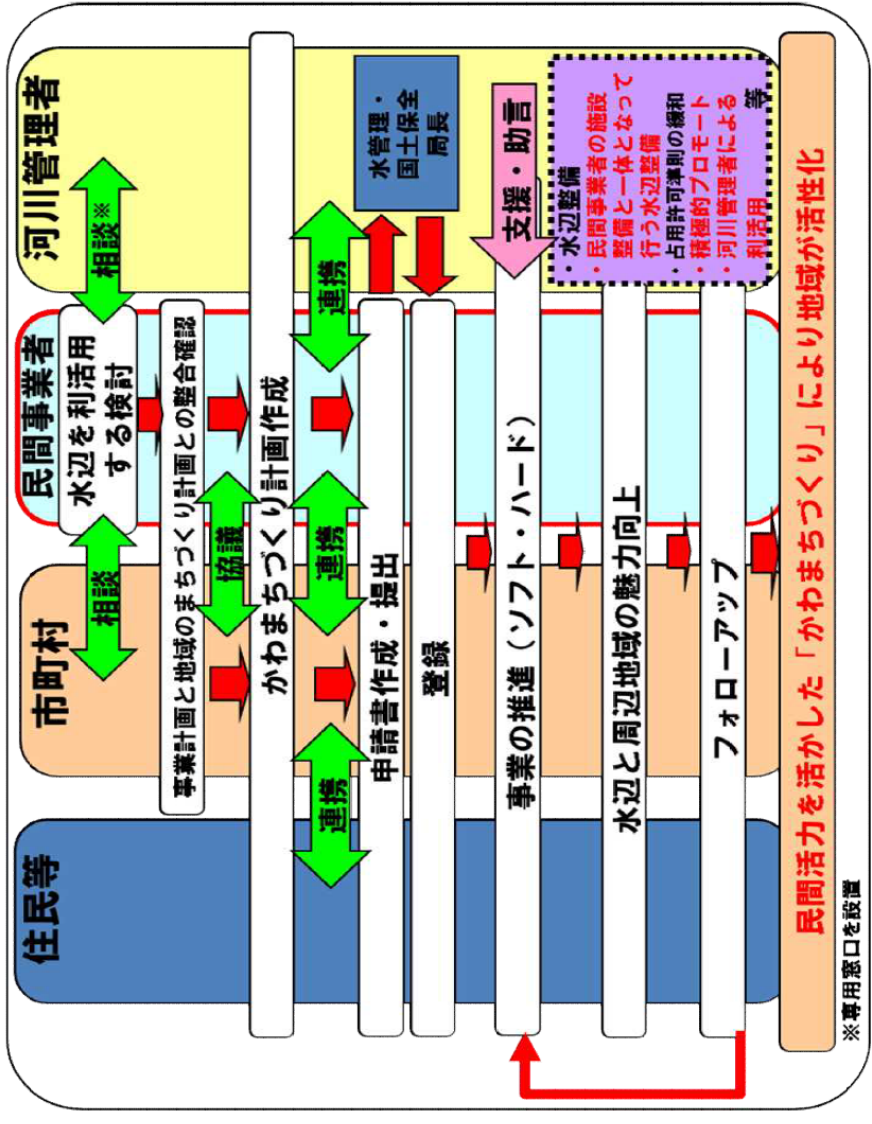 住民等
市町村
民間事業者
河川管理者
相談
水辺を利活用
する検討
相談※
事業計画と地域のまちづくり計画との整合確認
協議
かわまちづくり計画作成
連携
連携
連携
申請書作成・提出
水管理・
国土保全
局長
登録
事業の推進（ソフト・ハード）
支援・助言
・水辺整備
・民間事業者の施設
整備と一体となって
行う水辺整備
・占用許可準則の緩和
・積極的プロモート
・河川管理者による
利活用
等
水辺と周辺地域の魅力向上
フォローアップ
民間活力を活かした「かわまちづくり」により地域が活性化
※専用窓口を設置